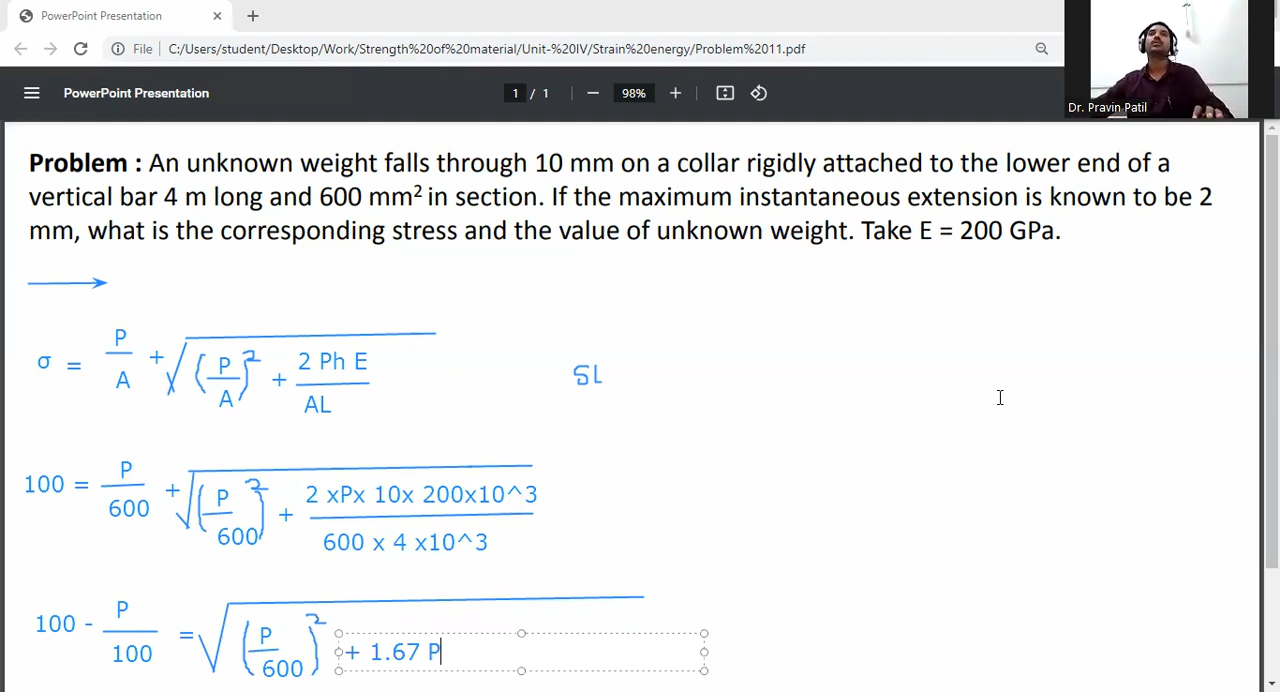 PowerPoint Presentation
File C:/Users/student/Desktop/Work/Strength%20of%20material/Unit-%20IV/Strain%20energy/Problem%2011.pdf
PowerPoint Presentation 1 / 1 98%
Dr. Pravin Patil
Problem : An unknown weight falls through 10 mm on a collar rigidly attached to the lower end of a
vertical bar 4 m long and 600 mm² in section. If the maximum instantaneous extension is known to be 2
mm, what is the corresponding stress and the value of unknown weight. Take E = 200 GPa.
σ = P/A + √((P/A)² + 2 Ph E/AL)
SL
100 = P/600 + √((P/600)² + 2 xPx 10x 200x10^3/600 x 4 x10^3)
100 - P/100 = √((P/600)² + 1.67 P